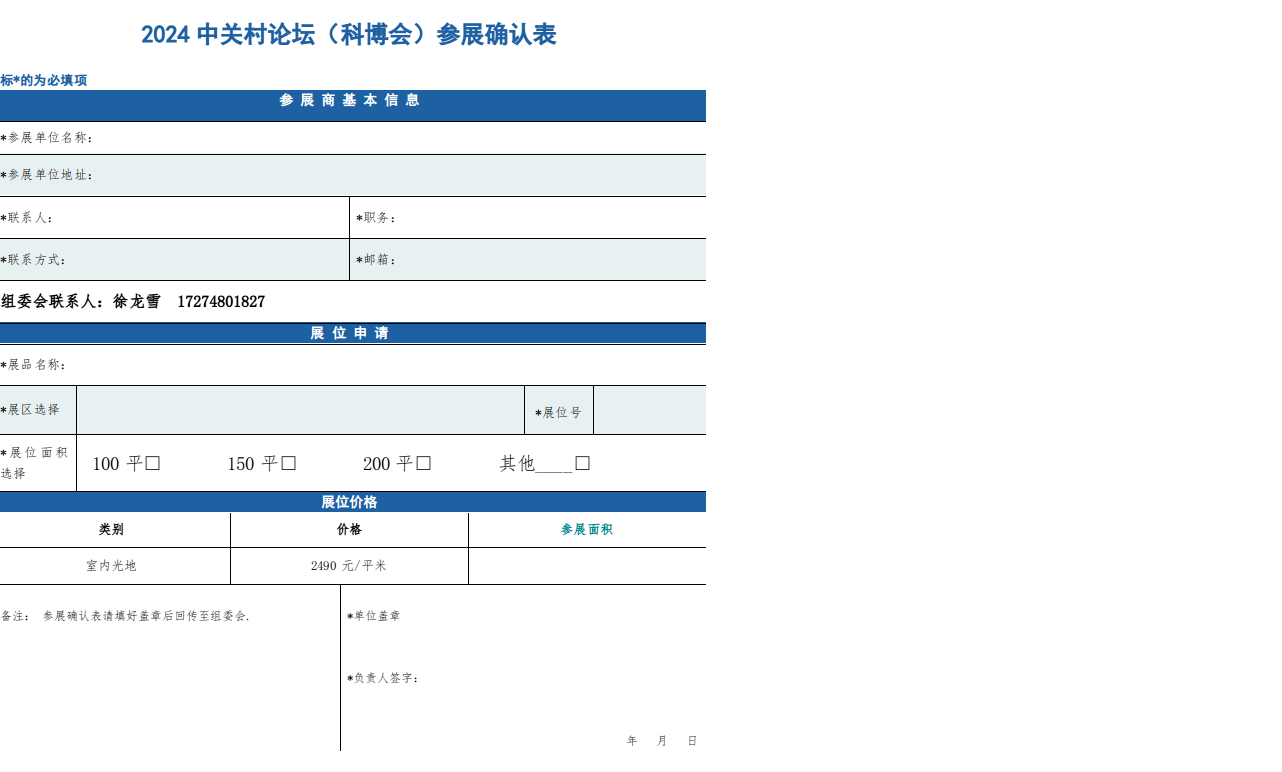 2024 中关村论坛（科博会）参展确认表
标*的为必填项
参 展 商 基 本 信 息
*参展单位名称：
*参展单位地址：
*联系人：
*职务：
*联系方式：
*邮箱：
组委会联系人：徐龙雪 17274801827
展 位 申 请
*展品名称：
*展区选择
*展位号
*展位面积
选择
100 平□ 150 平□ 200 平□ 其他____□
展位价格
类别 价格 参展面积
室内光地 2490 元/平米
备注： 参展确认表请填好盖章后回传至组委会.
*单位盖章
*负责人签字：
年 月 日